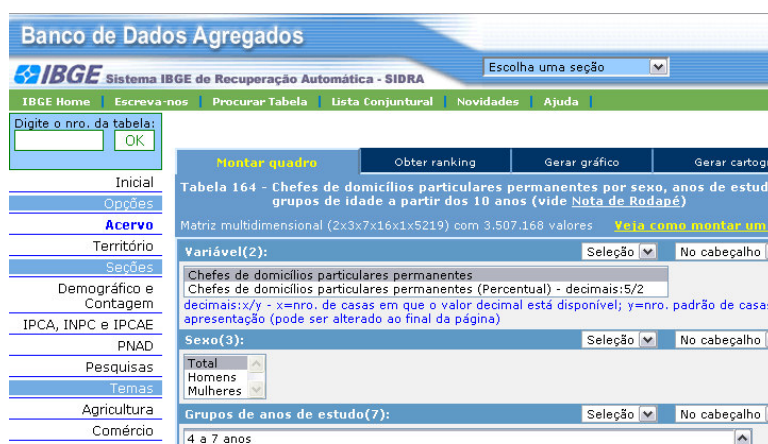 Banco de Dados Agregados
IBGE Sistema IBGE de Recuperação Automática - SIDRA
Escolha uma seção
IBGE Home | Escreva-nos | Procurar Tabela | Lista Conjuntural | Novidades | Ajuda |
Digite o nro. da tabela:
OK
Montar quadro
Obter ranking
Gerar gráfico
Gerar cartogr
Inicial
Opções
Acervo
Território
Seções
Demográfico e
Contagem
IPCA, INPC e IPCAE
PNAD
Pesquisas
Temas
Agricultura
Comércio
Tabela 164 - Chefes de domicílios particulares permanentes por sexo, anos de estud
grupos de idade a partir dos 10 anos (vide Nota de Rodapé)
Matriz multidimensional (2x3x7x16x1x5219) com 3.507.168 valores Veja como montar um
Variável(2):
Seleção
No cabeçalho
Chefes de domicílios particulares permanentes
Chefes de domicílios particulares permanentes (Percentual) - decimais:5/2
decimais:x/y - x=nro. de casas em que o valor decimal está disponível; y=nro. padrão de casas
apresentação (pode ser alterado ao final da página)
Sexo(3):
Seleção
No cabeçalho
Total
Homens
Mulheres
Grupos de anos de estudo(7):
Seleção
No cabeçalho
4 a 7 anos